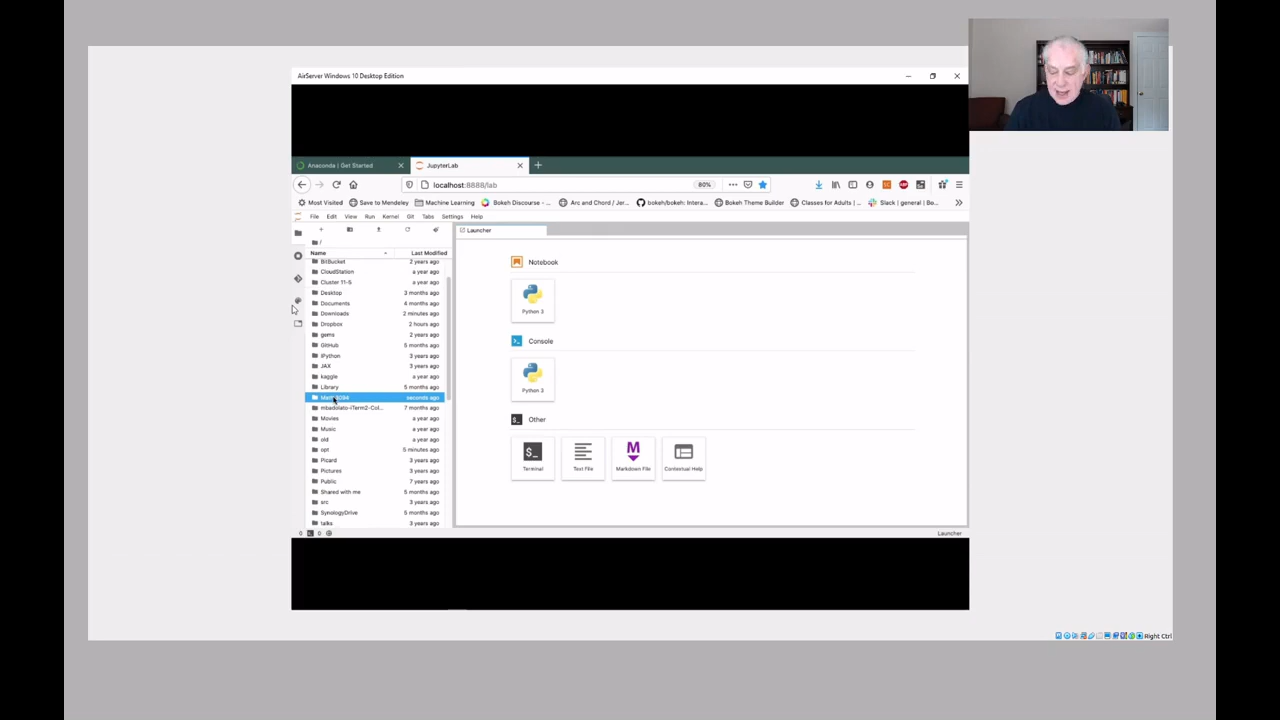 AirServer Windows 10 Desktop Edition
Anaconda | Get Started
JupyterLab
localhost:8888/lab
80%
Most Visited
Save to Mendeley
Machine Learning
Bokeh Discourse -...
Arc and Chord / Jer...
bokeh/bokeh: Intera...
Bokeh Theme Builder
Classes for Adults / ...
Slack | general | Bo...
File Edit View Run Kernel Git Tabs Settings Help
/
Launcher
Name Last Modified
BitBucket 2 years ago
CloudStation a year ago
Cluster 11-5 a year ago
Desktop 3 months ago
Documents 4 months ago
Downloads 2 minutes ago
Dropbox 2 hours ago
gems 2 years ago
GitHub 5 months ago
IPython 3 years ago
JAX 3 years ago
kaggle a year ago
Library 5 months ago
seconds ago
mbadolato-iTerm2-Col... 7 months ago
Movies a year ago
Music a year ago
old a year ago
opt 5 minutes ago
Picard 3 years ago
Pictures 3 years ago
Public 7 years ago
Shared with me 5 months ago
src 3 years ago
SynologyDrive 5 months ago
talks 3 years ago
Notebook
Python 3
Console
Python 3
Other
$_
M
Terminal
Text File
Markdown File
Contextual Help
0
0
Launcher
Right Ctrl